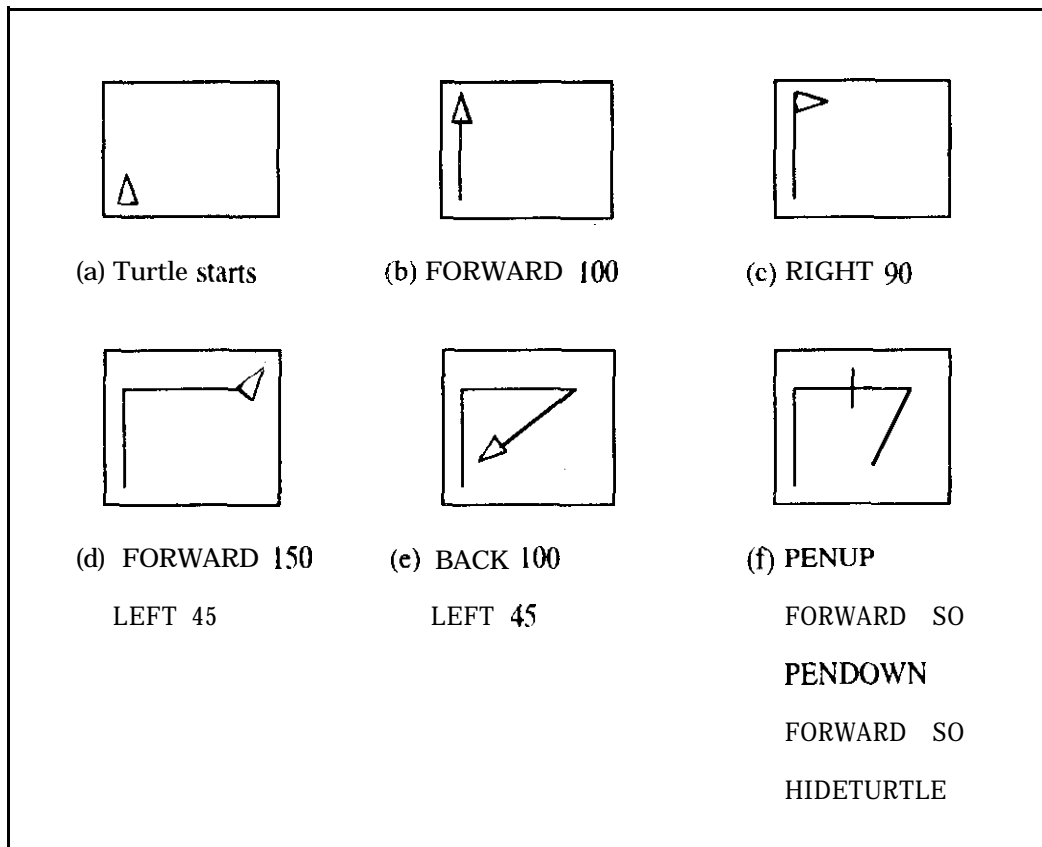 (a) Turtle starts
(b) FORWARD 100
(c) RIGHT 90
(d) FORWARD 150
LEFT 45
(e) BACK 100
LEFT 45
(f) PENUP
FORWARD SO
PENDOWN
FORWARD SO
HIDETURTLE